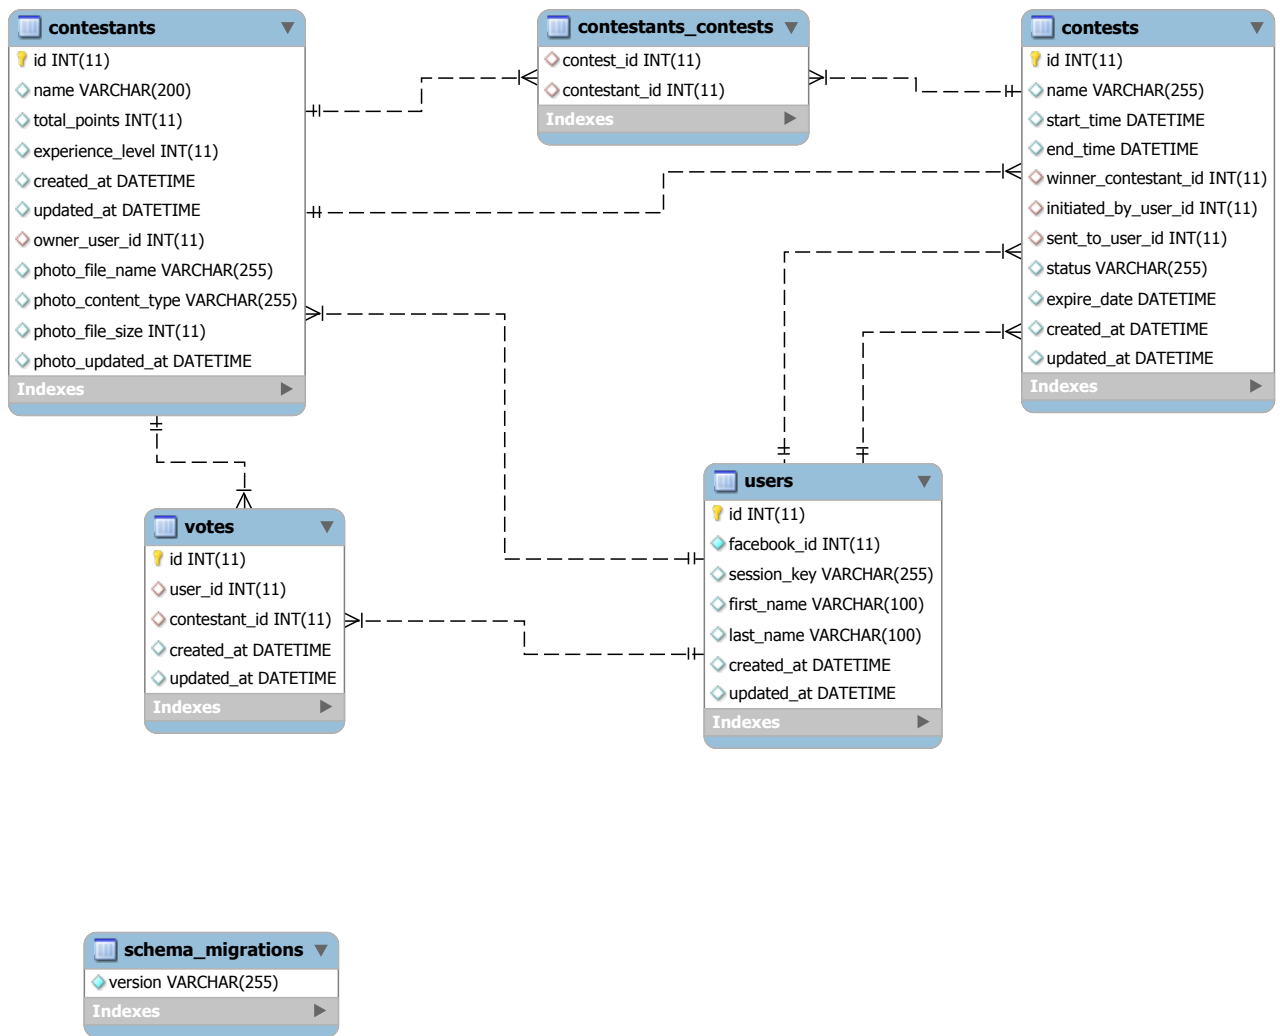 contestants
id INT(11)
name VARCHAR(200)
total_points INT(11)
experience_level INT(11)
created_at DATETIME
updated_at DATETIME
owner_user_id INT(11)
photo_file_name VARCHAR(255)
photo_content_type VARCHAR(255)
photo_file_size INT(11)
photo_updated_at DATETIME
Indexes
contestants_contests
contest_id INT(11)
contestant_id INT(11)
Indexes
contests
id INT(11)
name VARCHAR(255)
start_time DATETIME
end_time DATETIME
winner_contestant_id INT(11)
initiated_by_user_id INT(11)
sent_to_user_id INT(11)
status VARCHAR(255)
expire_date DATETIME
created_at DATETIME
updated_at DATETIME
Indexes
votes
id INT(11)
user_id INT(11)
contestant_id INT(11)
created_at DATETIME
updated_at DATETIME
Indexes
users
id INT(11)
facebook_id INT(11)
session_key VARCHAR(255)
first_name VARCHAR(100)
last_name VARCHAR(100)
created_at DATETIME
updated_at DATETIME
Indexes
schema_migrations
version VARCHAR(255)
Indexes